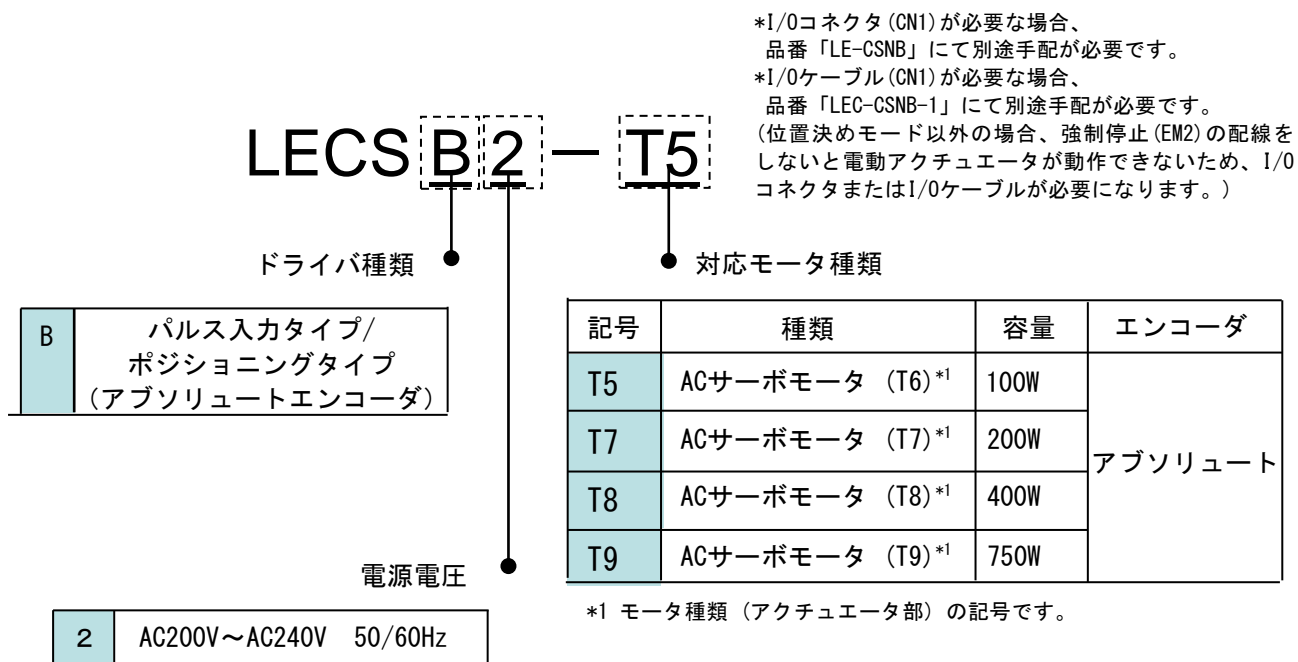 *I/Oコネクタ(CN1)が必要な場合、
品番「LE-CSNB」にて別途手配が必要です。
*I/Oケーブル(CN1)が必要な場合、
品番「LEC-CSNB-1」にて別途手配が必要です。
(位置決めモード以外の場合、強制停止(EM2)の配線を
しないと電動アクチュエータが動作できないため、I/O
コネクタまたはI/Oケーブルが必要になります。)
LECS B 2 − T5
ドライバ種類
対応モータ種類
B パルス入力タイプ/
ポジショニングタイプ
(アブソリュートエンコーダ)
記号 種類 容量 エンコーダ
T5 ACサーボモータ (T6)*1 100W
T7 ACサーボモータ (T7)*1 200W
アブソリュート
T8 ACサーボモータ (T8)*1 400W
T9 ACサーボモータ (T9)*1 750W
電源電圧
*1 モータ種類(アクチュエータ部)の記号です。
2 AC200V～AC240V 50/60Hz